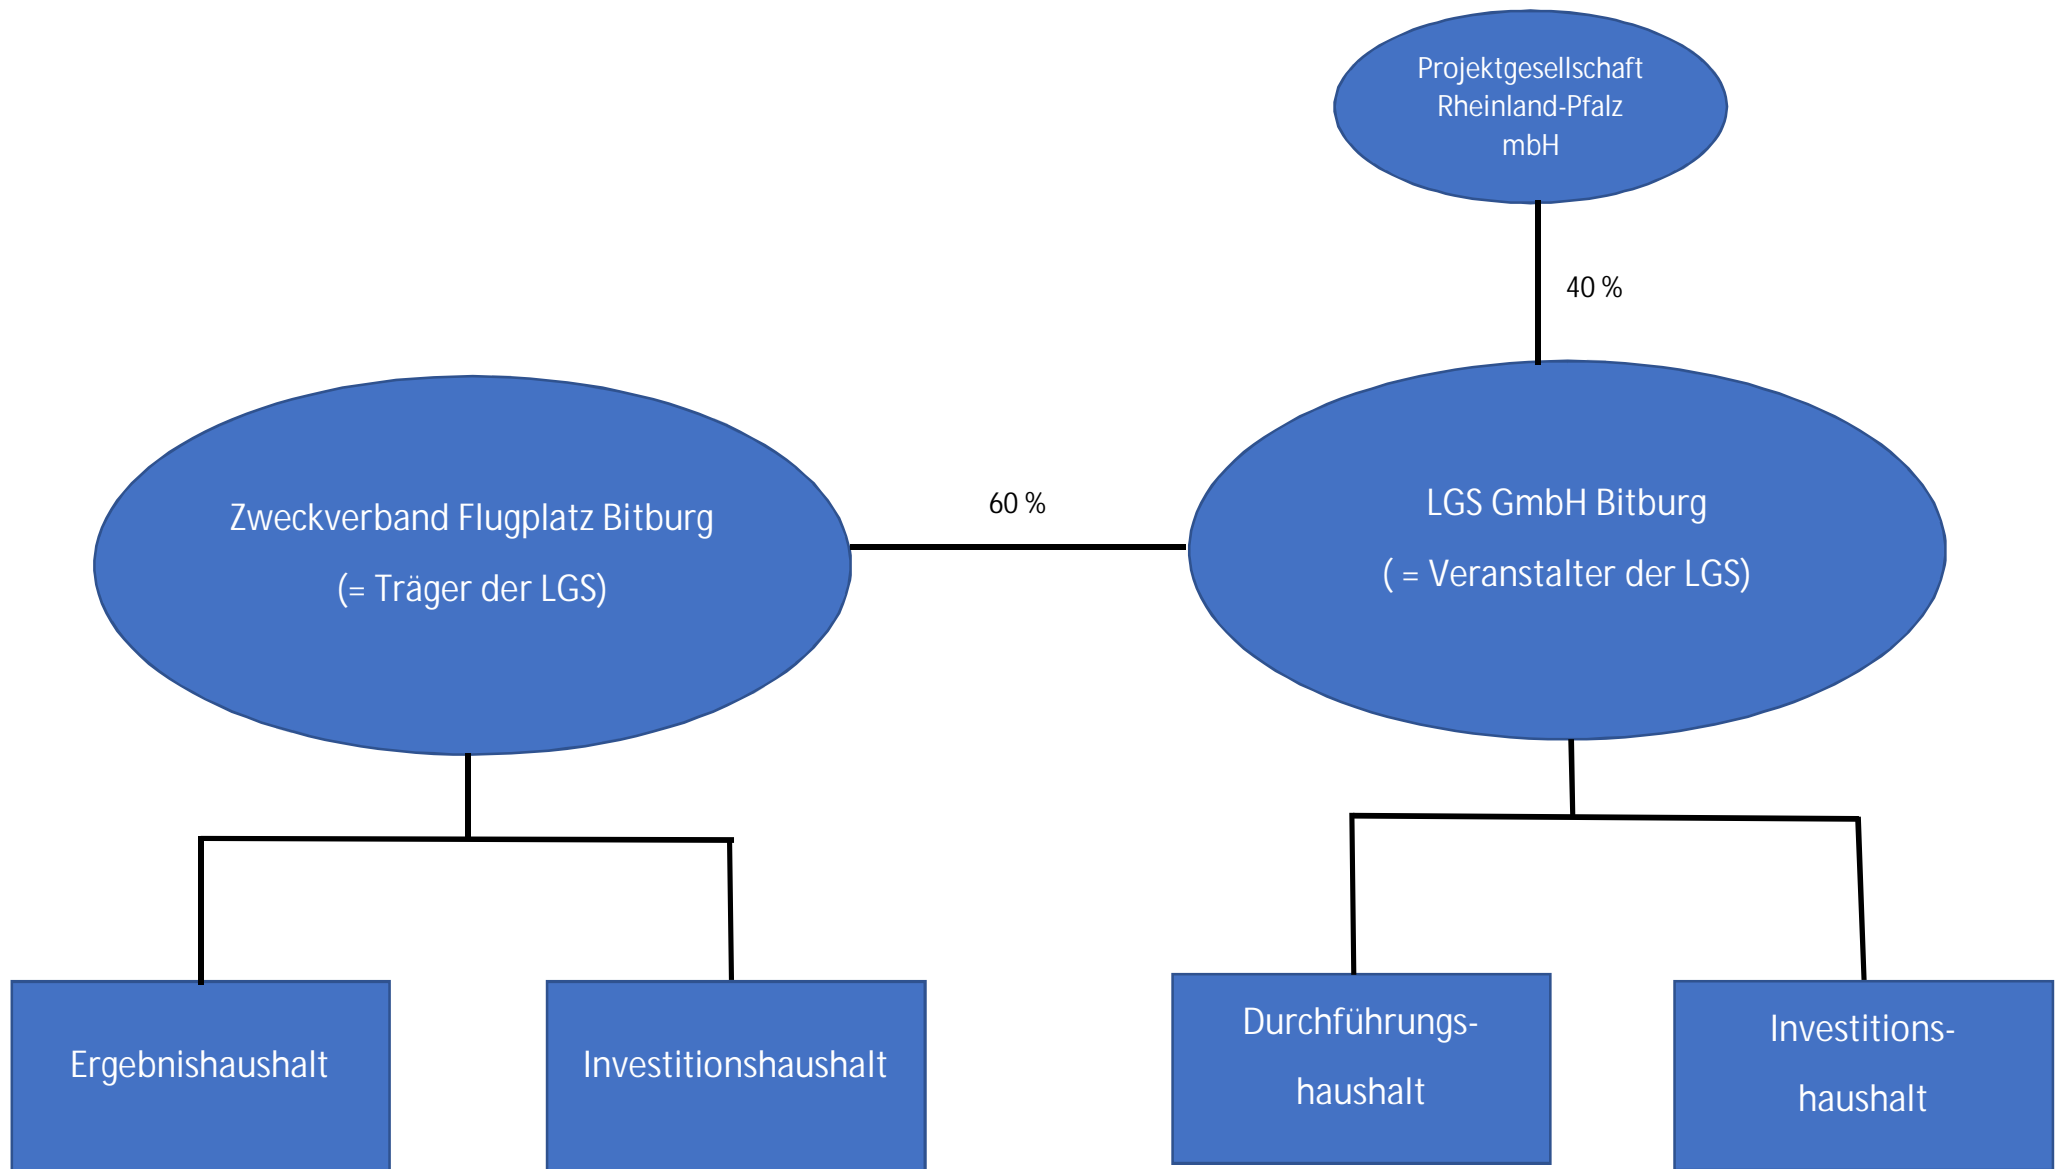 Projektgesellschaft
Rheinland-Pfalz
mbH
40 %
Zweckverband Flugplatz Bitburg
(= Träger der LGS)
60 %
LGS GmbH Bitburg
( = Veranstalter der LGS)
Ergebnishaushalt
Investitionshaushalt
Durchführungs-
haushalt
Investitions-
haushalt